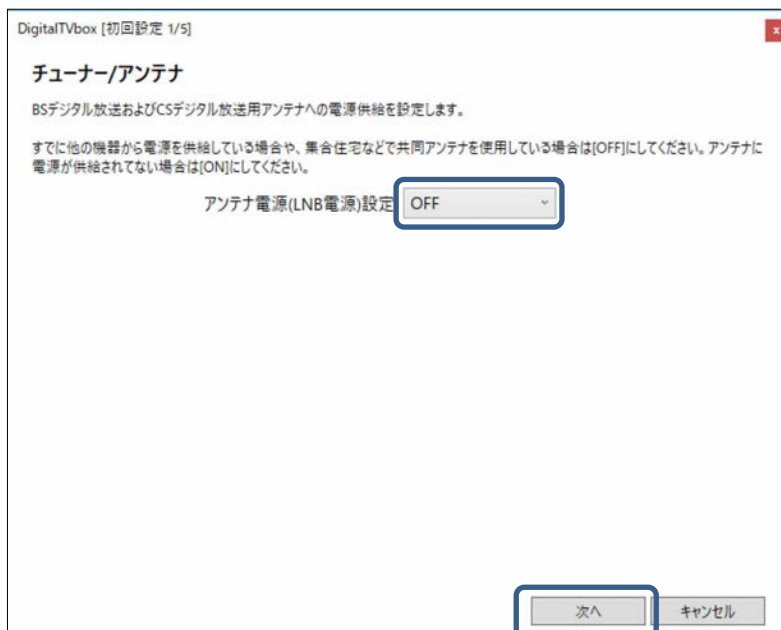 DigitalTVbox [初回設定 1/5]
x
チューナー/アンテナ
BSデジタル放送およびCSデジタル放送用アンテナへの電源供給を設定します。
すでに他の機器から電源を供給している場合や、集合住宅などで共同アンテナを使用している場合は[OFF]にしてください。アンテナに
電源が供給されてない場合は[ON]にしてください。
アンテナ電源(LNB電源)設定 OFF
次へ キャンセル